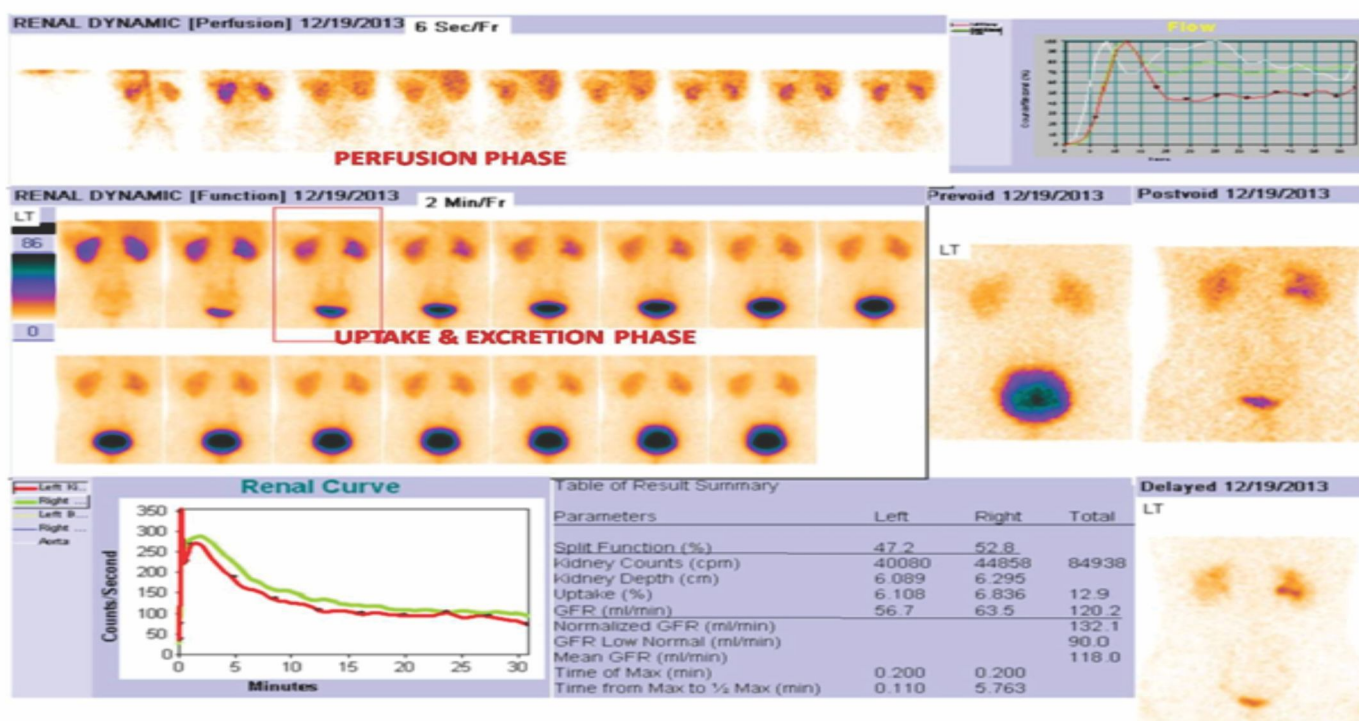 RENAL DYNAMIC [Perfusion] 12/19/2013 6 Sec/Fr
Flow
PERFUSION PHASE
RENAL DYNAMIC [Function] 12/19/2013 2 Min/Fr
LT
86
0
UPTAKE & EXCRETION PHASE
Prevoid 12/19/2013
LT
Postvoid 12/19/2013
Left Ki...
Right ...
Left B...
Right ...
Aorta
Renal Curve
Counts/Second
350
300
250
200
150
100
50
0
0 5 10 15 20 25 30
Minutes
Table of Result Summary
Parameters Left Right Total
Split Function (%) 47.2 52.8
Kidney Counts (cpm) 40080 44858 84938
Kidney Depth (cm) 6.089 6.295
Uptake (%) 6.108 6.836 12.9
GFR (ml/min) 56.7 63.5 120.2
Normalized GFR (ml/min) 132.1
GFR Low Normal (ml/min) 90.0
Mean GFR (ml/min) 118.0
Time of Max (min) 0.200 0.200
Time from Max to ½ Max (min) 0.110 5.763
Delayed 12/19/2013
LT